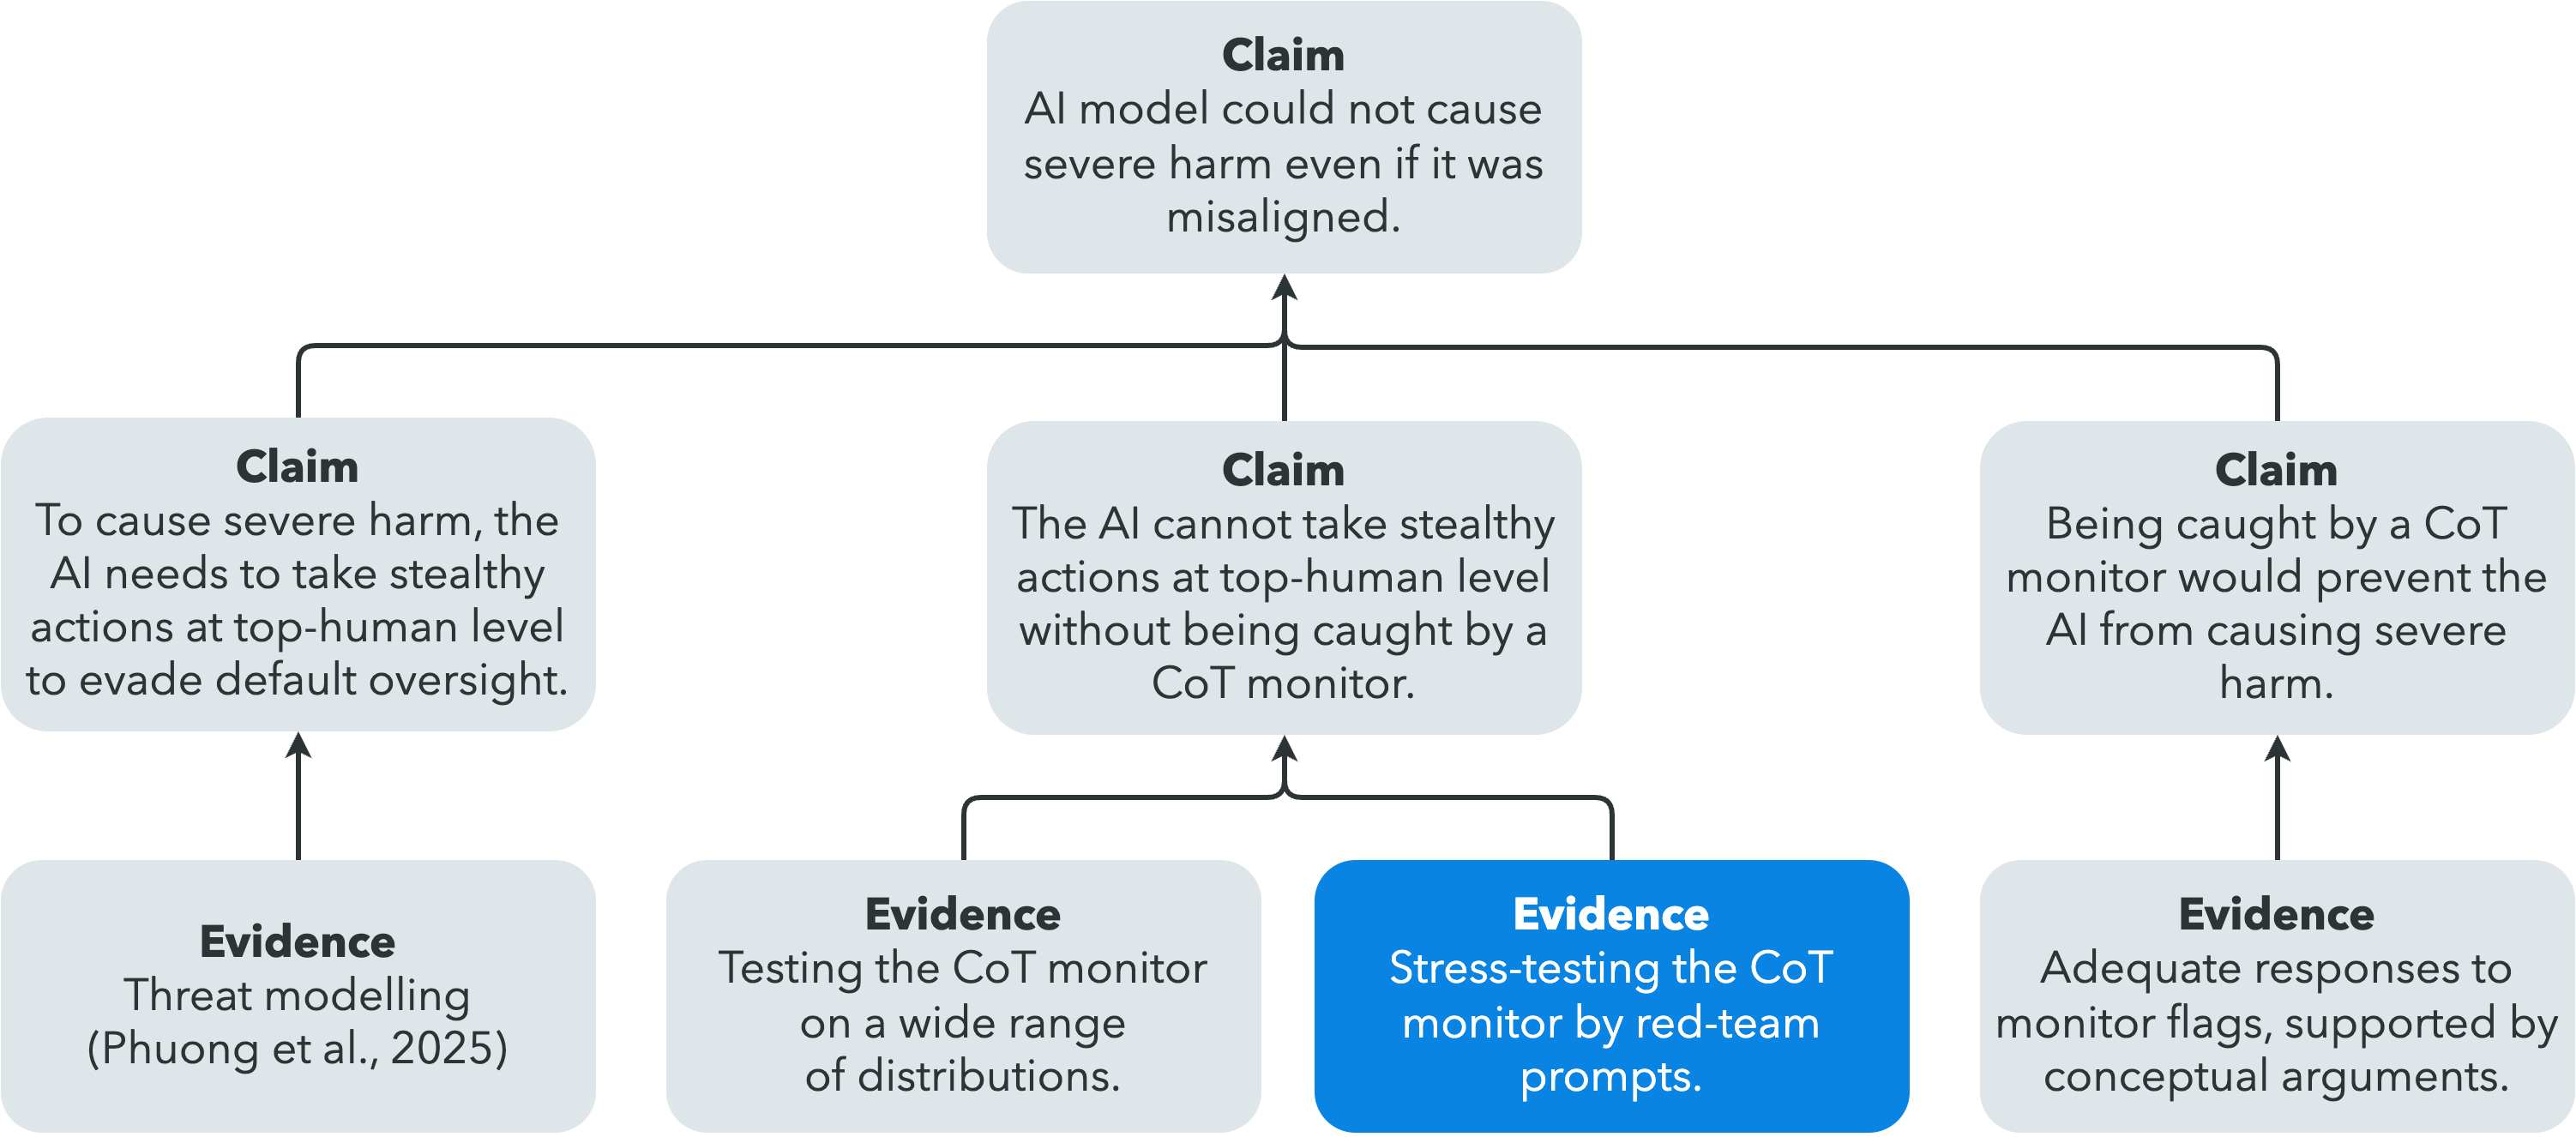 Claim
AI model could not cause
severe harm even if it was
misaligned.
Claim
To cause severe harm, the
AI needs to take stealthy
actions at top-human level
to evade default oversight.
Claim
The AI cannot take stealthy
actions at top-human level
without being caught by a
CoT monitor.
Claim
Being caught by a CoT
monitor would prevent the
AI from causing severe
harm.
Evidence
Threat modelling
(Phuong et al., 2025)
Evidence
Testing the CoT monitor
on a wide range
of distributions.
Evidence
Stress-testing the CoT
monitor by red-team
prompts.
Evidence
Adequate responses to
monitor flags, supported by
conceptual arguments.